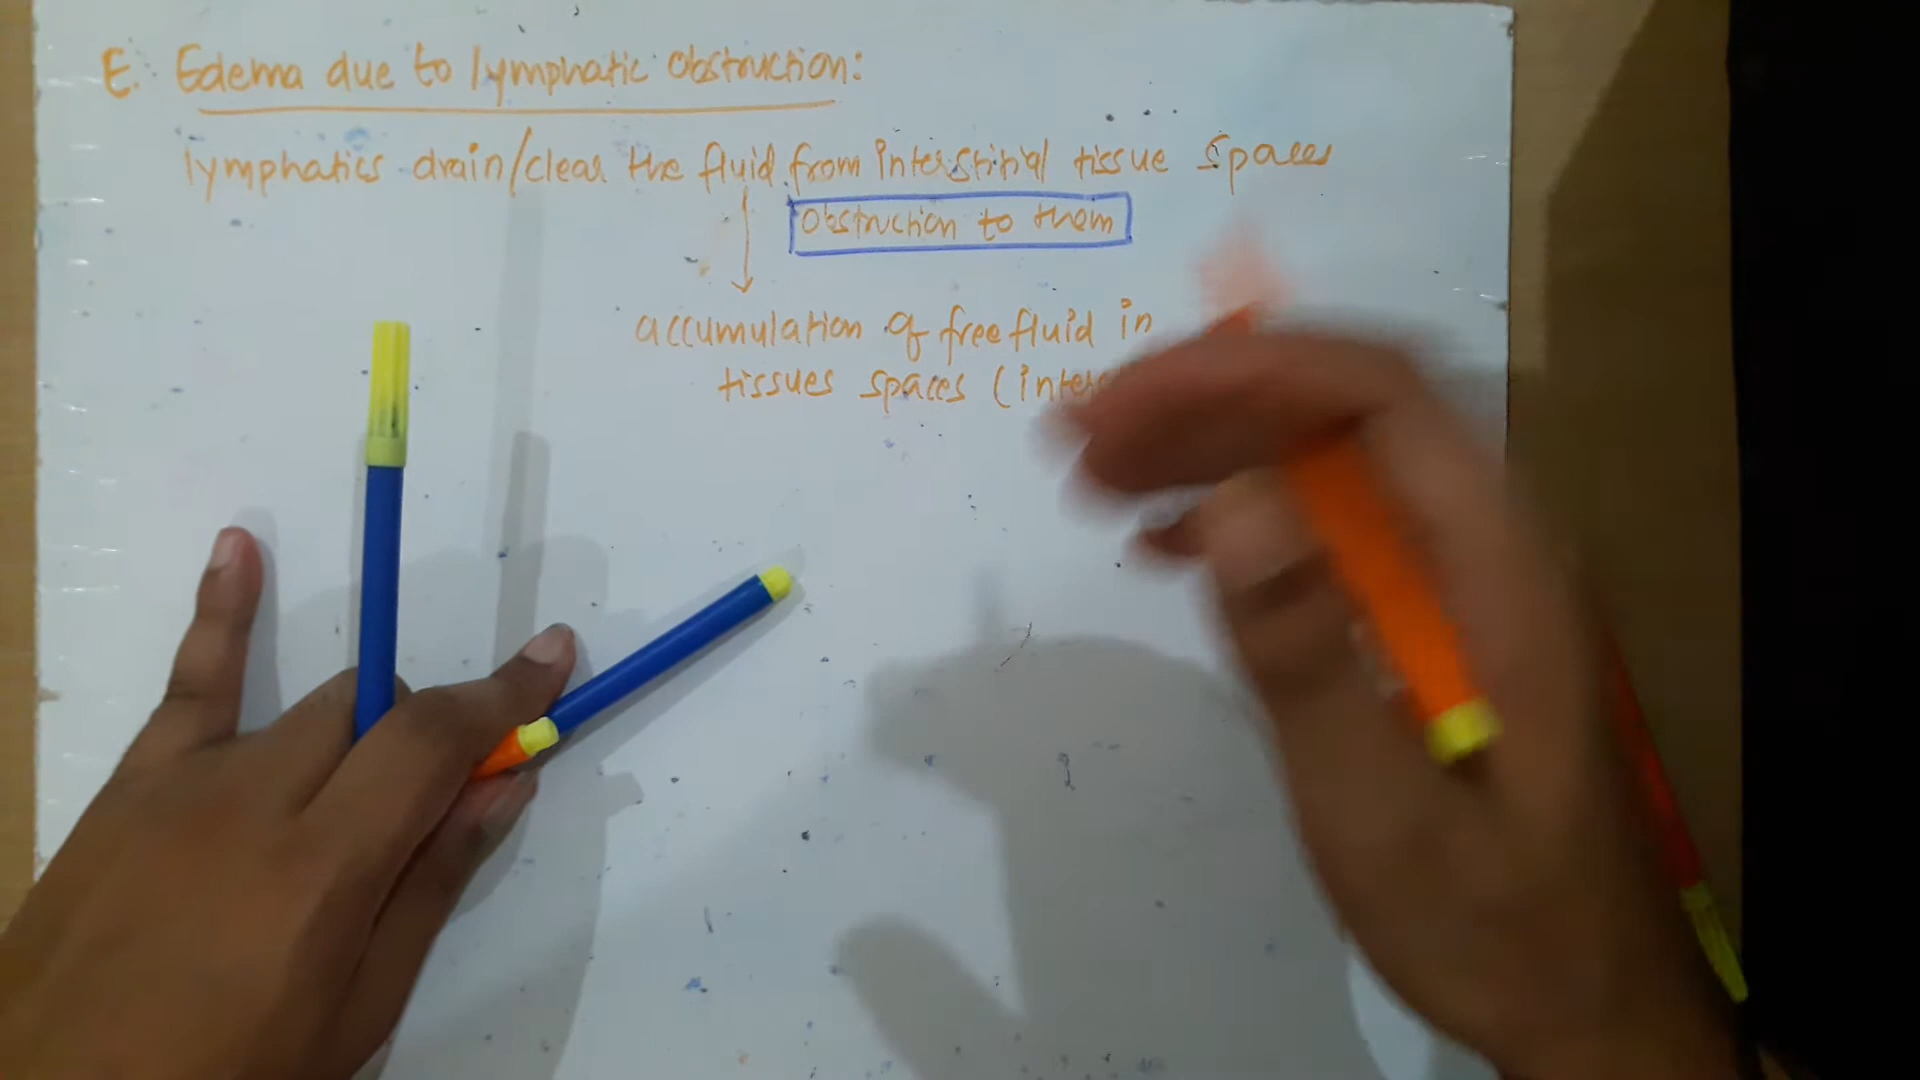 E. Edema due to lymphatic obstruction:
lymphatics drain/clear the fluid from interstitial tissue spaces
obstruction to them
accumulation of free fluid in
tissues spaces (inter